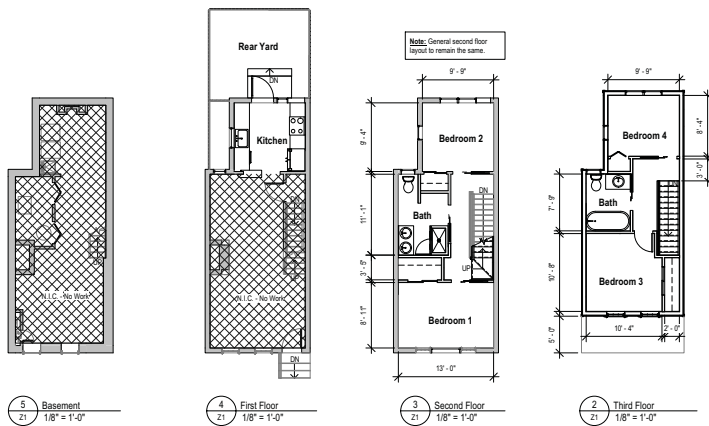 Rear Yard
DN
Kitchen
N.I.C. - No Work
N.I.C. - No Work
DN
Note: General second floor
layout to remain the same.
9' - 9"
9' - 4"
Bedroom 2
DN
11' - 1"
Bath
3' - 5"
UP
8' - 11"
Bedroom 1
13' - 0"
9' - 9"
8' - 4"
Bedroom 4
3' - 0"
7' - 9"
Bath
10' - 8"
Bedroom 3
5' - 0"
10' - 4"
2' - 0"
5
Z1
Basement
1/8" = 1'-0"
4
Z1
First Floor
1/8" = 1'-0"
3
Z1
Second Floor
1/8" = 1'-0"
2
Z1
Third Floor
1/8" = 1'-0"